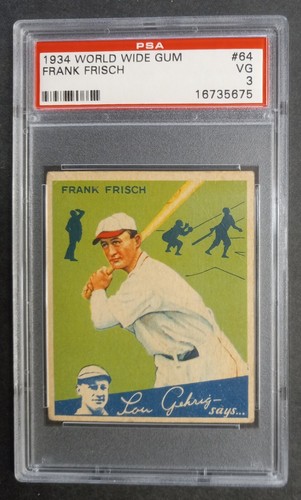 PSA
1934 WORLD WIDE GUM #64
FRANK FRISCH VG
3
16735675
FRANK FRISCH
Lou Gehrig-
says...